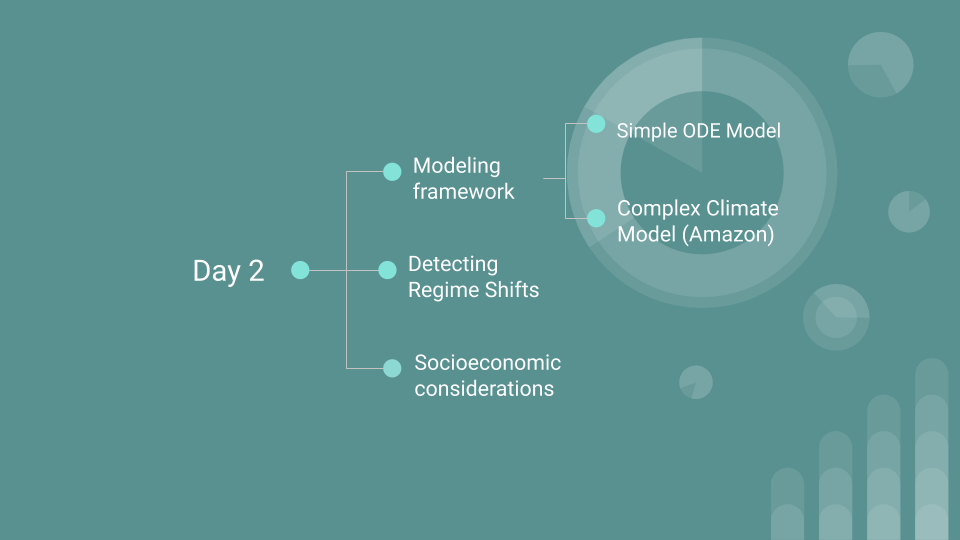 Day 2
Modeling
framework
Simple ODE Model
Complex Climate
Model (Amazon)
Detecting
Regime Shifts
Socioeconomic
considerations